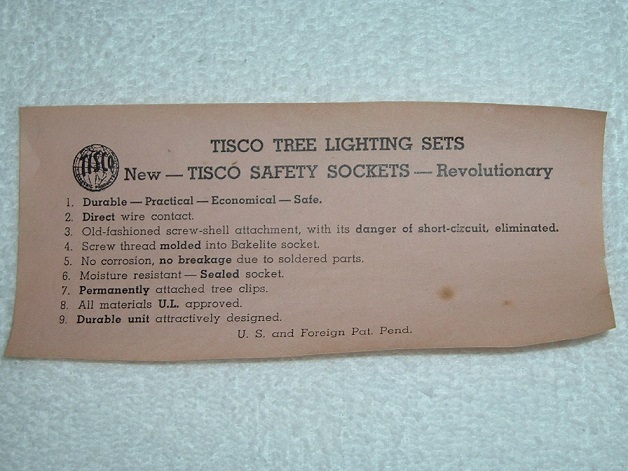 TISCO TREE LIGHTING SETS
TISCO
New — TISCO SAFETY SOCKETS — Revolutionary
1. Durable — Practical — Economical — Safe.
2. Direct wire contact.
3. Old-fashioned screw-shell attachment, with its danger of short-circuit, eliminated.
4. Screw thread molded into Bakelite socket.
5. No corrosion, no breakage due to soldered parts.
6. Moisture resistant — Sealed socket.
7. Permanently attached tree clips.
8. All materials U.L. approved.
9. Durable unit attractively designed.
U. S. and Foreign Pat. Pend.